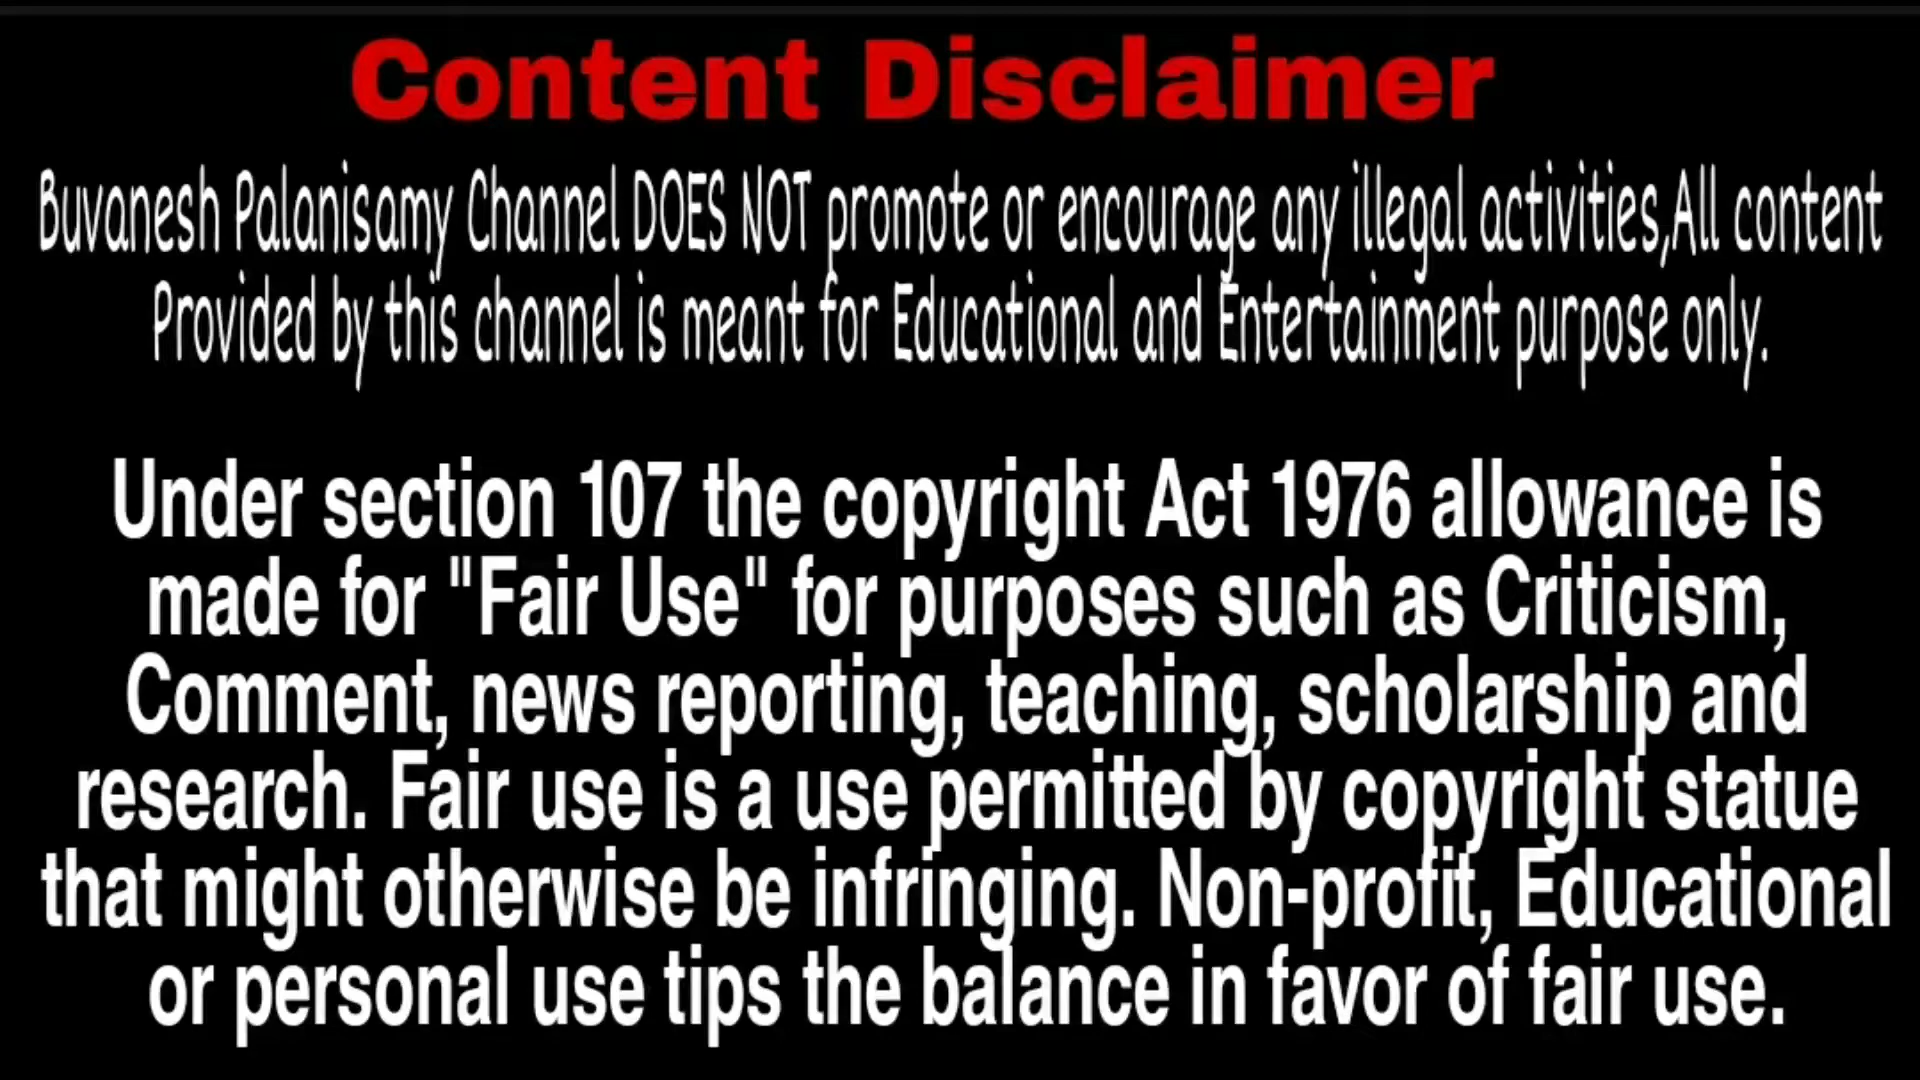 Content Disclaimer
Buvanesh Palanisamy Channel DOES NOT promote or encourage any illegal activities,All content
Provided by this channel is meant for Educational and Entertainment purpose only.
Under section 107 the copyright Act 1976 allowance is
made for "Fair Use" for purposes such as Criticism,
Comment, news reporting, teaching, scholarship and
research. Fair use is a use permitted by copyright statue
that might otherwise be infringing. Non-profit, Educational
or personal use tips the balance in favor of fair use.